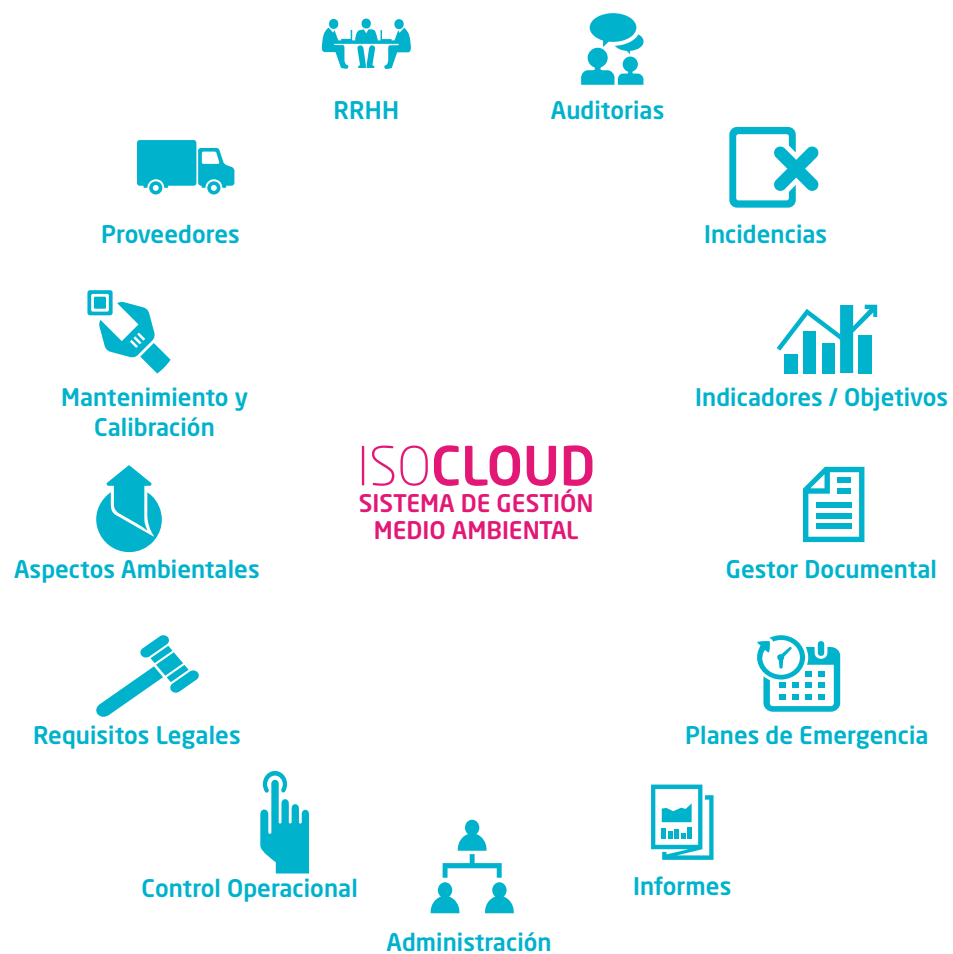 RRHH
Auditorias
Proveedores
Incidencias
Mantenimiento y
Calibración
Indicadores / Objetivos
ISOCLOUD
SISTEMA DE GESTIÓN
MEDIO AMBIENTAL
Aspectos Ambientales
Gestor Documental
Requisitos Legales
Planes de Emergencia
Control Operacional
Informes
Administración